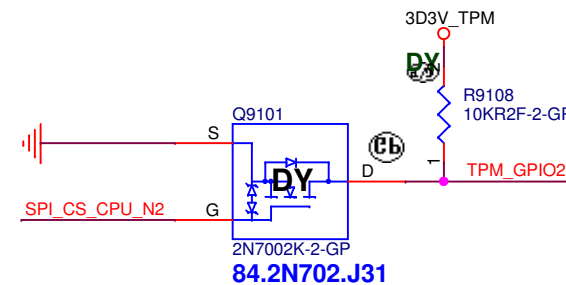 3D3V_TPM
DY
R9108
10KR2F-2-GP
Q9101
S
D
1
TPM_GPIO2
DY
SPI_CS_CPU_N2
G
2N7002K-2-GP
84.2N702.J31